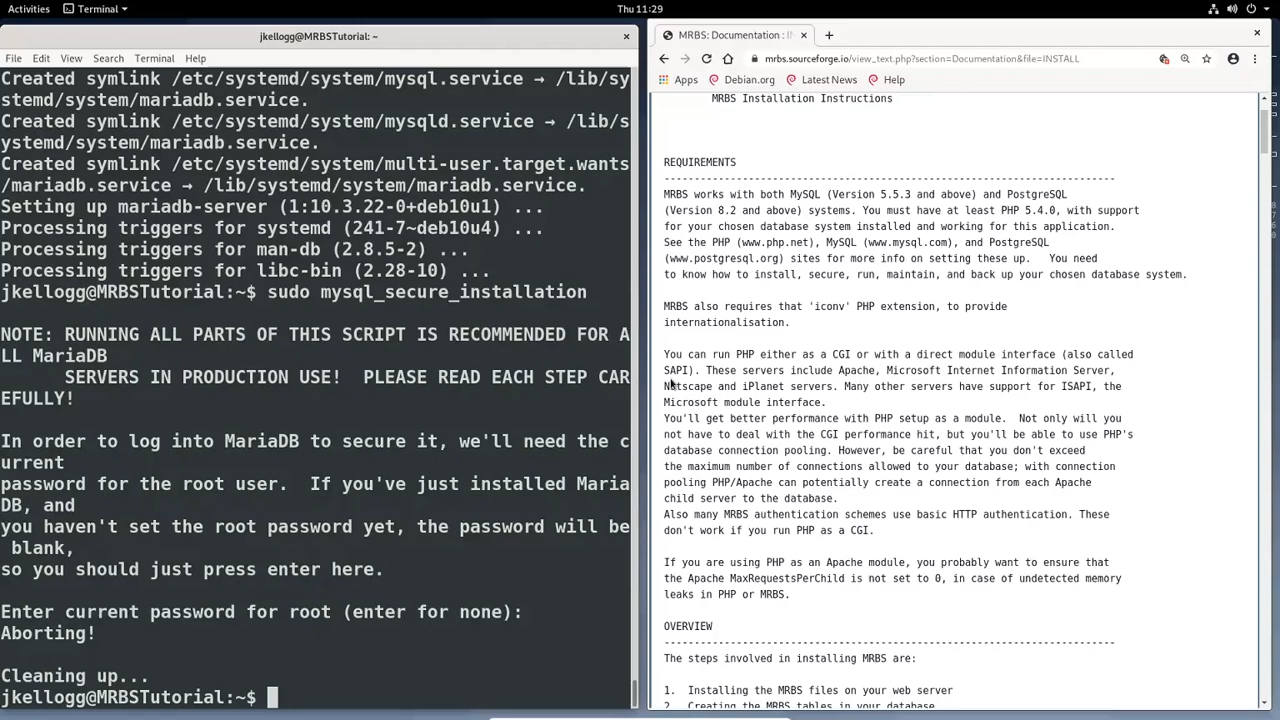 Activities
Terminal
Thu 11:29
jkellogg@MRBSTutorial: ~
File Edit View Search Terminal Help
Created symlink /etc/systemd/system/mysql.service → /lib/sy
stemd/system/mariadb.service.
Created symlink /etc/systemd/system/mysqld.service → /lib/s
ystemd/system/mariadb.service.
Created symlink /etc/systemd/system/multi-user.target.wants
/mariadb.service → /lib/systemd/system/mariadb.service.
Setting up mariadb-server (1:10.3.22-0+deb10u1) ...
Processing triggers for systemd (241-7~deb10u4) ...
Processing triggers for man-db (2.8.5-2) ...
Processing triggers for libc-bin (2.28-10) ...
jkellogg@MRBSTutorial:~$ sudo mysql_secure_installation
NOTE: RUNNING ALL PARTS OF THIS SCRIPT IS RECOMMENDED FOR A
LL MariaDB
SERVERS IN PRODUCTION USE!  PLEASE READ EACH STEP CAR
EFULLY!
In order to log into MariaDB to secure it, we'll need the c
urrent
password for the root user.  If you've just installed Maria
DB, and
you haven't set the root password yet, the password will be
blank,
so you should just press enter here.
Enter current password for root (enter for none):
Aborting!
Cleaning up...
jkellogg@MRBSTutorial:~$
MRBS: Documentation : IN
mrbs.sourceforge.io/view_text.php?section=Documentation&file=INSTALL
Apps Debian.org Latest News Help
MRBS Installation Instructions
REQUIREMENTS
---------------------------------------------------------------------------
MRBS works with both MySQL (Version 5.5.3 and above) and PostgreSQL
(Version 8.2 and above) systems. You must have at least PHP 5.4.0, with support
for your chosen database system installed and working for this application.
See the PHP (www.php.net), MySQL (www.mysql.com), and PostgreSQL
(www.postgresql.org) sites for more info on setting these up.   You need
to know how to install, secure, run, maintain, and back up your chosen database system.
MRBS also requires that 'iconv' PHP extension, to provide
internationalisation.
You can run PHP either as a CGI or with a direct module interface (also called
SAPI). These servers include Apache, Microsoft Internet Information Server,
Netscape and iPlanet servers. Many other servers have support for ISAPI, the
Microsoft module interface.
You'll get better performance with PHP setup as a module.  Not only will you
not have to deal with the CGI performance hit, but you'll be able to use PHP's
database connection pooling. However, be careful that you don't exceed
the maximum number of connections allowed to your database; with connection
pooling PHP/Apache can potentially create a connection from each Apache
child server to the database.
Also many MRBS authentication schemes use basic HTTP authentication. These
don't work if you run PHP as a CGI.
If you are using PHP as an Apache module, you probably want to ensure that
the Apache MaxRequestsPerChild is not set to 0, in case of undetected memory
leaks in PHP or MRBS.
OVERVIEW
---------------------------------------------------------------------------
The steps involved in installing MRBS are:
1.  Installing the MRBS files on your web server
2.  Creating the MRBS tables in your database